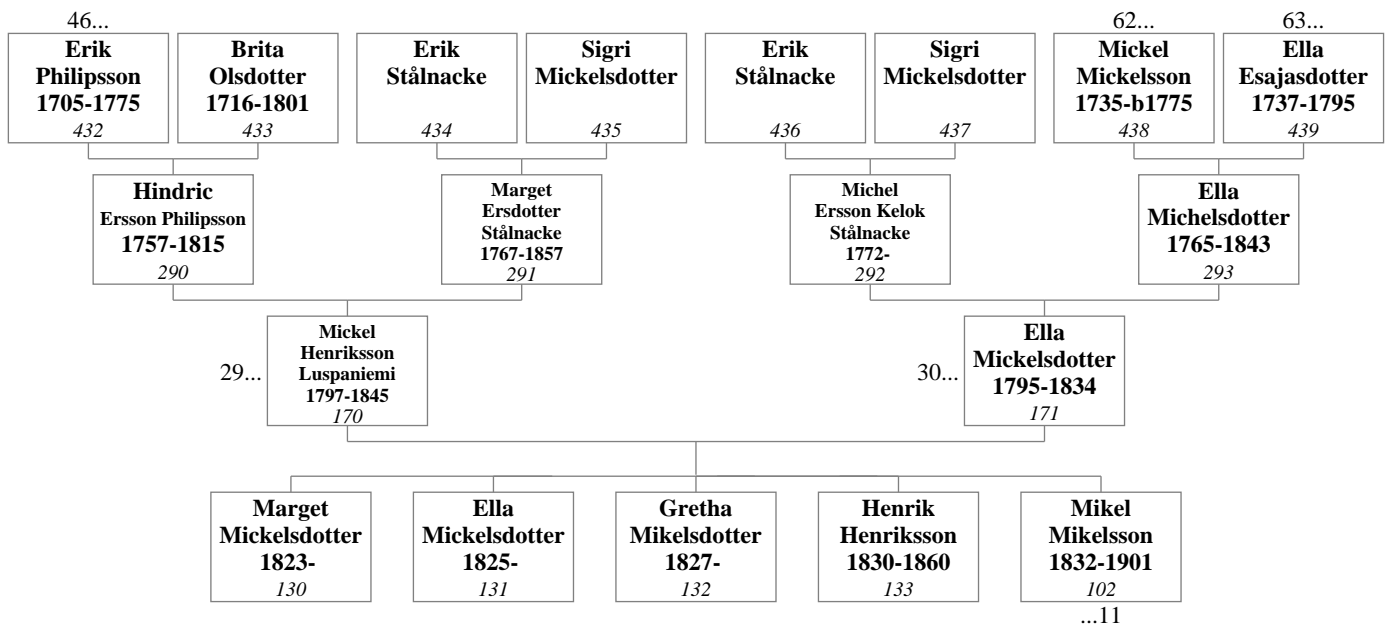 46...
62...
63...
Erik
Philipsson
1705-1775
432
Brita
Olsdotter
1716-1801
433
Erik
Stålnacke
434
Sigri
Mickelsdotter
435
Erik
Stålnacke
436
Sigri
Mickelsdotter
437
Mickel
Mickelsson
1735-b1775
438
Ella
Esajasdotter
1737-1795
439
Hindric
Ersson Philipsson
1757-1815
290
Marget
Ersdotter
Stålnacke
1767-1857
291
Michel
Ersson Kelok
Stålnacke
1772-
292
Ella
Michelsdotter
1765-1843
293
29...
Mickel
Henriksson
Luspaniemi
1797-1845
170
30...
Ella
Mickelsdotter
1795-1834
171
Marget
Mickelsdotter
1823-
130
Ella
Mickelsdotter
1825-
131
Gretha
Mikelsdotter
1827-
132
Henrik
Henriksson
1830-1860
133
Mikel
Mikelsson
1832-1901
102
...11